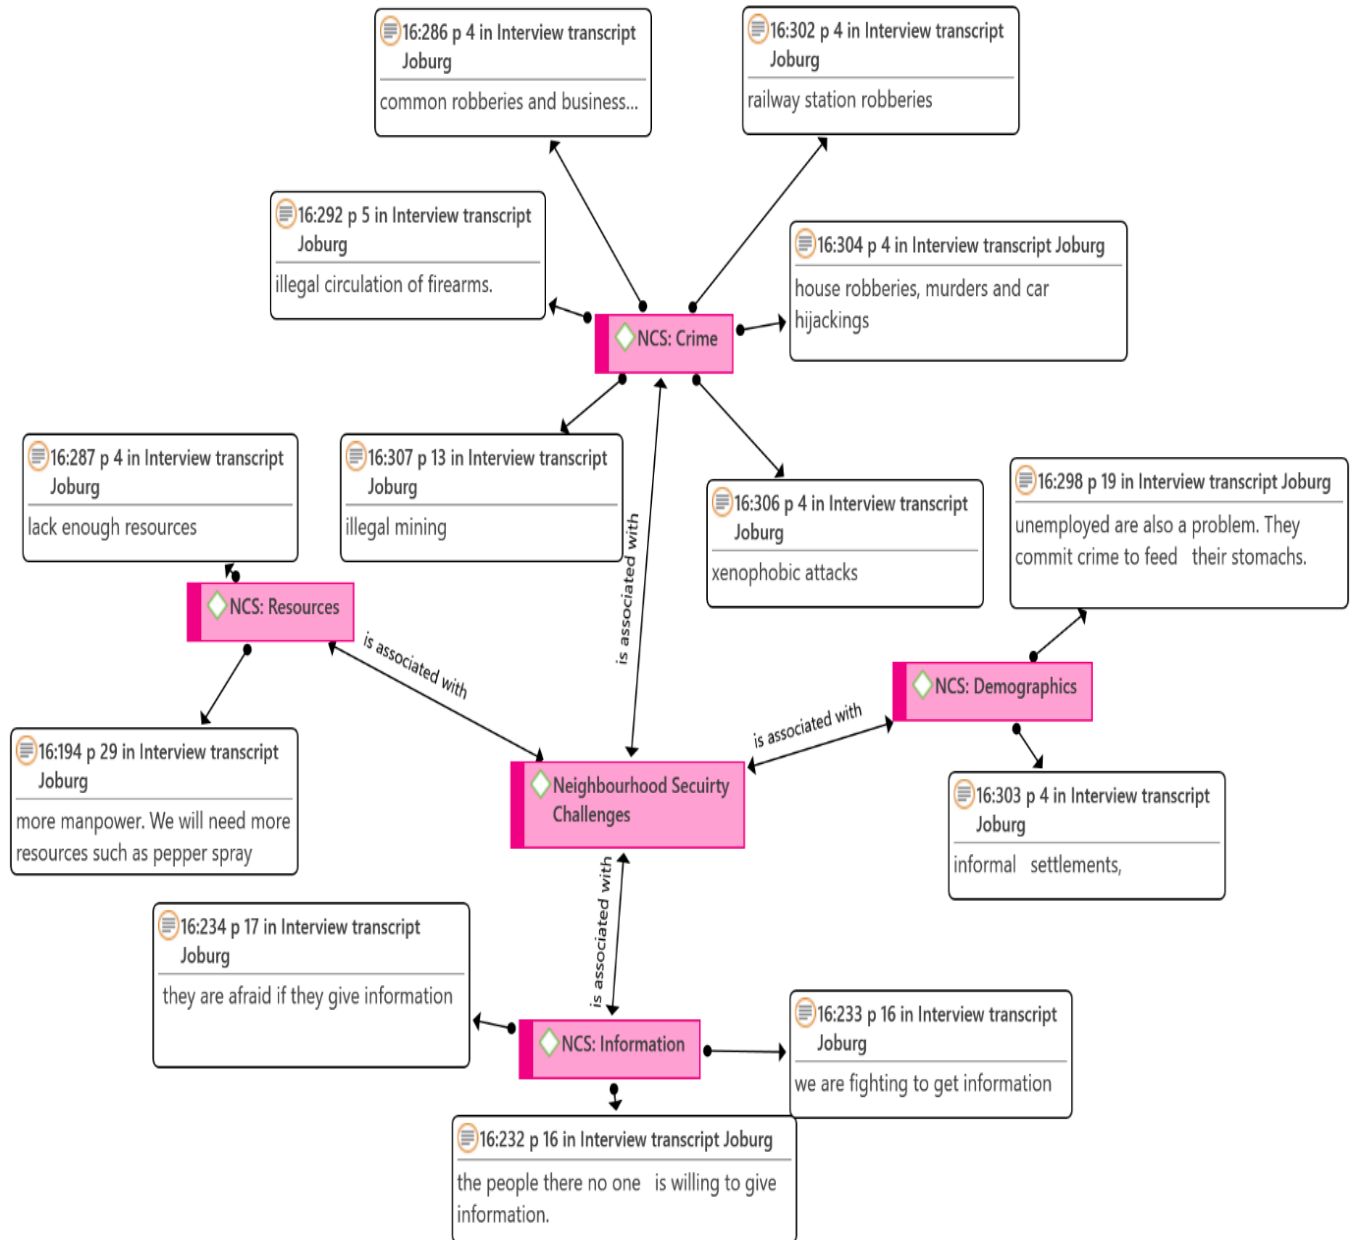 16:286 p 4 in Interview transcript
Joburg
common robberies and business...
16:302 p 4 in Interview transcript
Joburg
railway station robberies
16:292 p 5 in Interview transcript
Joburg
illegal circulation of firearms.
16:304 p 4 in Interview transcript Joburg
house robberies, murders and car
hijackings
NCS: Crime
16:287 p 4 in Interview transcript
Joburg
lack enough resources
16:307 p 13 in Interview transcript
Joburg
illegal mining
16:306 p 4 in Interview transcript
Joburg
xenophobic attacks
16:298 p 19 in Interview transcript Joburg
unemployed are also a problem. They
commit crime to feed their stomachs.
is associated with
NCS: Resources
is associated with
NCS: Demographics
is associated with
16:194 p 29 in Interview transcript
Joburg
more manpower. We will need more
resources such as pepper spray
Neighbourhood Secuirty
Challenges
16:303 p 4 in Interview transcript
Joburg
informal settlements,
is associated with
16:234 p 17 in Interview transcript
Joburg
they are afraid if they give information
NCS: Information
16:233 p 16 in Interview transcript
Joburg
we are fighting to get information
16:232 p 16 in Interview transcript Joburg
the people there no one is willing to give
information.